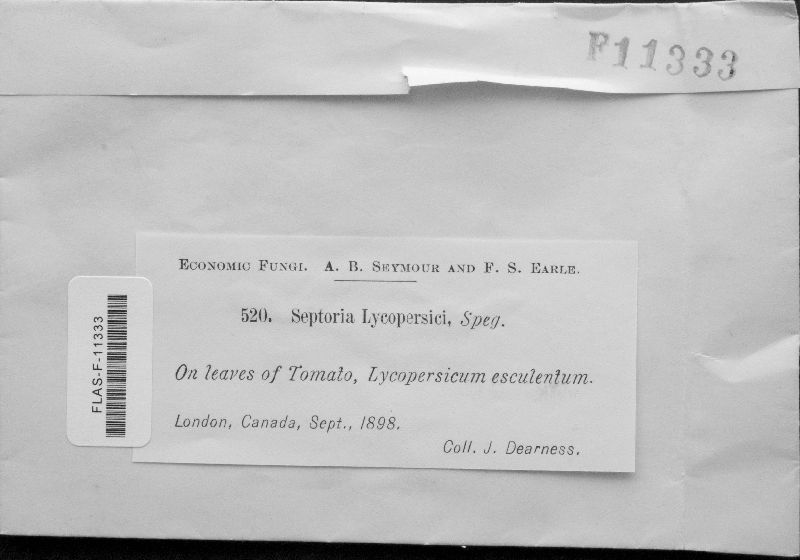 F11333
Economic Fungi. A. B. Seymour and F. S. Earle.
520. Septoria Lycopersici, Speg.
On leaves of Tomato, Lycopersicum esculentum.
London, Canada, Sept., 1898.
Coll. J. Dearness.
FLAS-F-11333